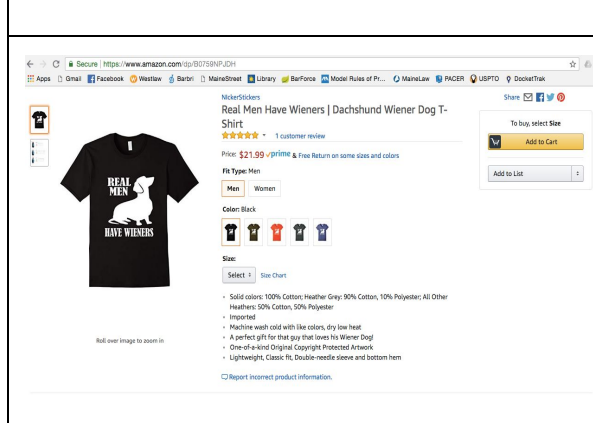 Secure | https://www.amazon.com/dp/B0759NPJDH
Apps Gmail Facebook Westlaw Barbri MaineStreet Library BarForce Model Rules of Pr... MaineLaw PACER USPTO DocketTrak
NickerStickers
Real Men Have Wieners | Dachshund Wiener Dog T-
Shirt
1 customer review
Price: $21.99 prime & Free Return on some sizes and colors
Fit Type: Men
Men Women
Color: Black
Size:
Select Size Chart
Solid colors: 100% Cotton; Heather Grey: 90% Cotton, 10% Polyester; All Other
Heathers: 50% Cotton, 50% Polyester
Imported
Machine wash cold with like colors, dry low heat
A perfect gift for that guy that loves his Wiener Dog!
One-of-a-kind Original Copyright Protected Artwork
Lightweight, Classic fit, Double-needle sleeve and bottom hem
Report incorrect product information.
REAL
MEN
HAVE WIENERS
Roll over image to zoom in
Share
To buy, select Size
Add to Cart
Add to List